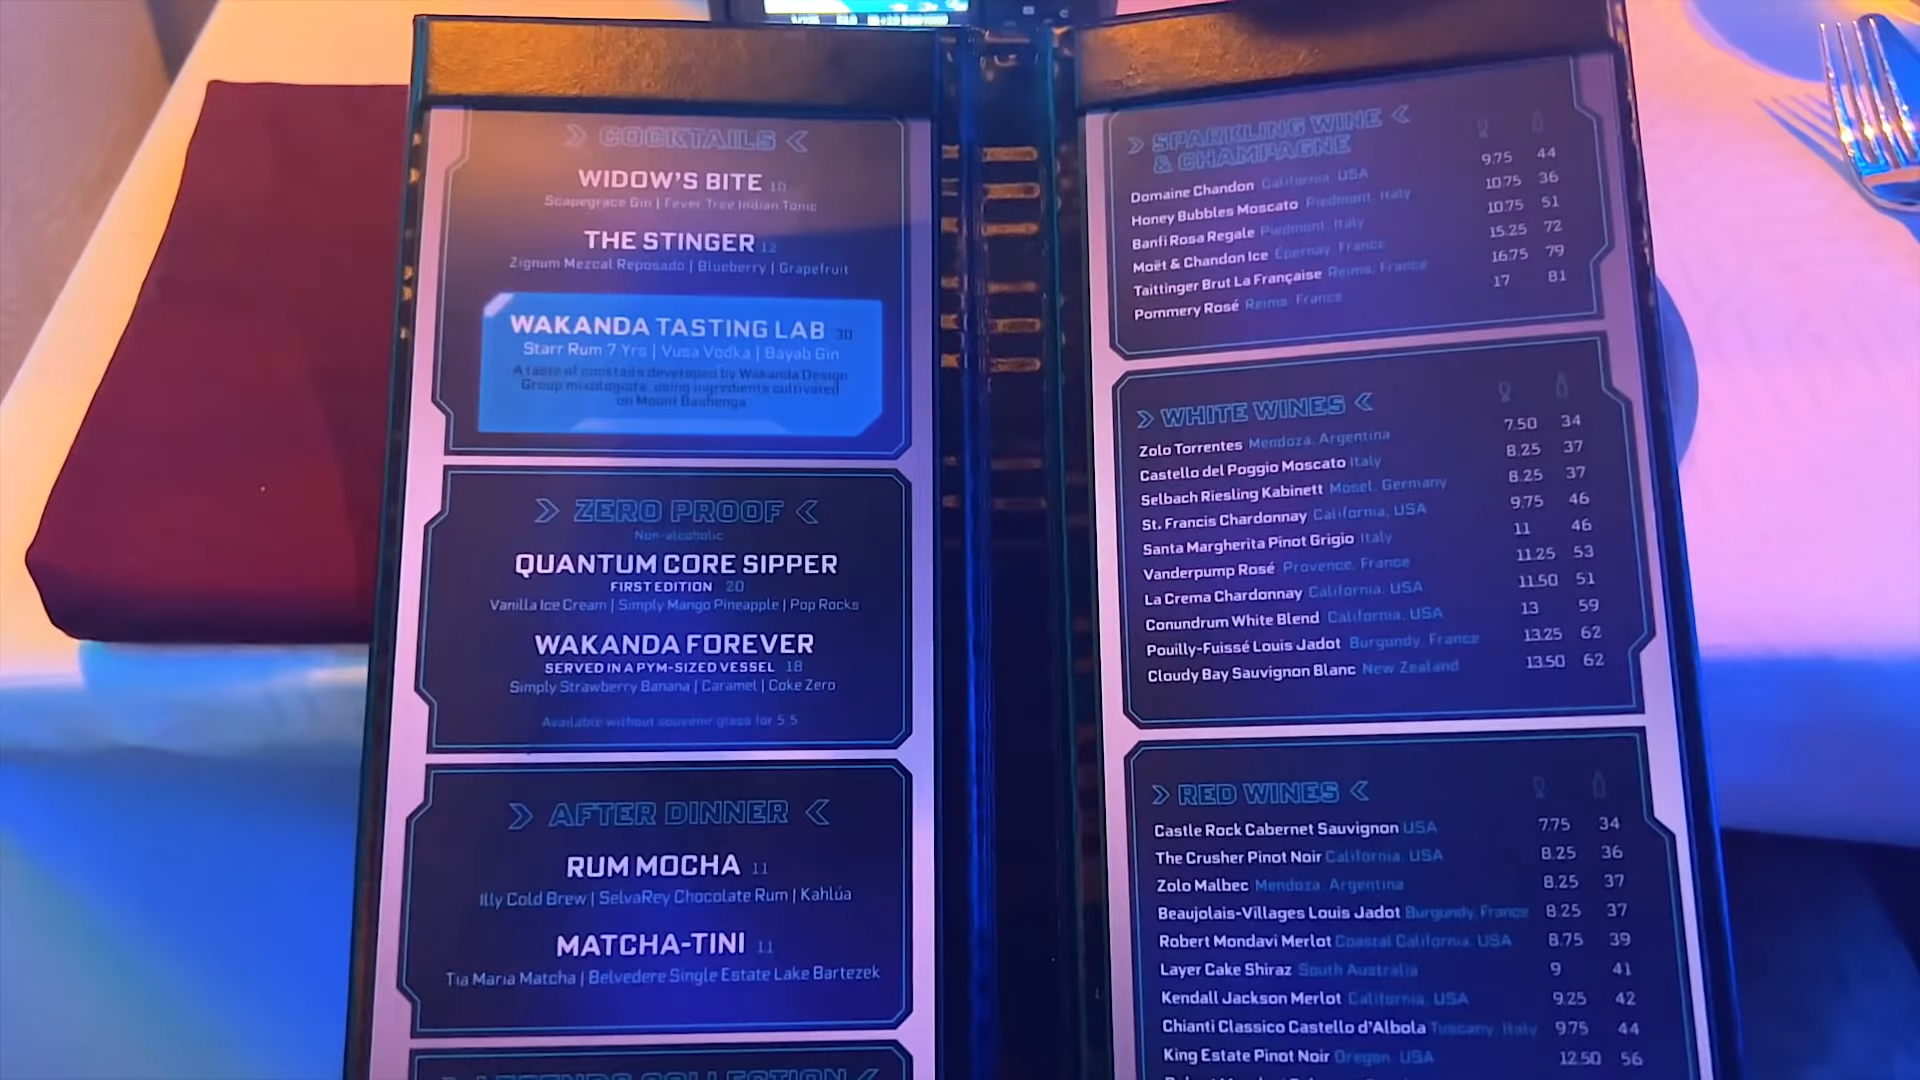 COCKTAILS
WIDOW'S BITE 10
Scapegrace Gin | Fever Tree Indian Tonic
THE STINGER 12
Zignum Mezcal Reposado | Blueberry | Grapefruit
WAKANDA TASTING LAB 30
Starr Rum 7 Yrs | Vusa Vodka | Bayab Gin
A taste of cocktails developed by Wakanda Design
Group mixologists, using ingredients cultivated
on Mount Bashenga
ZERO PROOF
Non-alcoholic
QUANTUM CORE SIPPER
FIRST EDITION 20
Vanilla Ice Cream | Simply Mango Pineapple | Pop Rocks
WAKANDA FOREVER
SERVED IN A PYM-SIZED VESSEL 18
Simply Strawberry Banana | Caramel | Coke Zero
Available without souvenir glass for 5.5
AFTER DINNER
RUM MOCHA 11
Illy Cold Brew | SelvaRey Chocolate Rum | Kahlúa
MATCHA-TINI 11
Tia Maria Matcha | Belvedere Single Estate Lake Bartezek
LEGENDS COLLECTION
SPARKLING WINE
& CHAMPAGNE
Domaine Chandon California, USA 9.75 44
Honey Bubbles Moscato Piedmont, Italy 10.75 36
Banfi Rosa Regale Piedmont, Italy 10.75 51
Moët & Chandon Ice Épernay, France 15.25 72
Taittinger Brut La Française Reims, France 16.75 79
Pommery Rosé Reims, France 17 81
WHITE WINES
Zolo Torrentes Mendoza, Argentina 7.50 34
Castello del Poggio Moscato Italy 8.25 37
Selbach Riesling Kabinett Mosel, Germany 8.25 37
St. Francis Chardonnay California, USA 9.75 46
Santa Margherita Pinot Grigio Italy 11 46
Vanderpump Rosé Provence, France 11.25 53
La Crema Chardonnay California, USA 11.50 51
Conundrum White Blend California, USA 13 59
Pouilly-Fuissé Louis Jadot Burgundy, France 13.25 62
Cloudy Bay Sauvignon Blanc New Zealand 13.50 62
RED WINES
Castle Rock Cabernet Sauvignon USA 7.75 34
The Crusher Pinot Noir California, USA 8.25 36
Zolo Malbec Mendoza, Argentina 8.25 37
Beaujolais-Villages Louis Jadot Burgundy, France 8.25 37
Robert Mondavi Merlot Coastal California, USA 8.75 39
Layer Cake Shiraz South Australia 9 41
Kendall Jackson Merlot California, USA 9.25 42
Chianti Classico Castello d'Albola Tuscany, Italy 9.75 44
King Estate Pinot Noir Oregon, USA 12.50 56